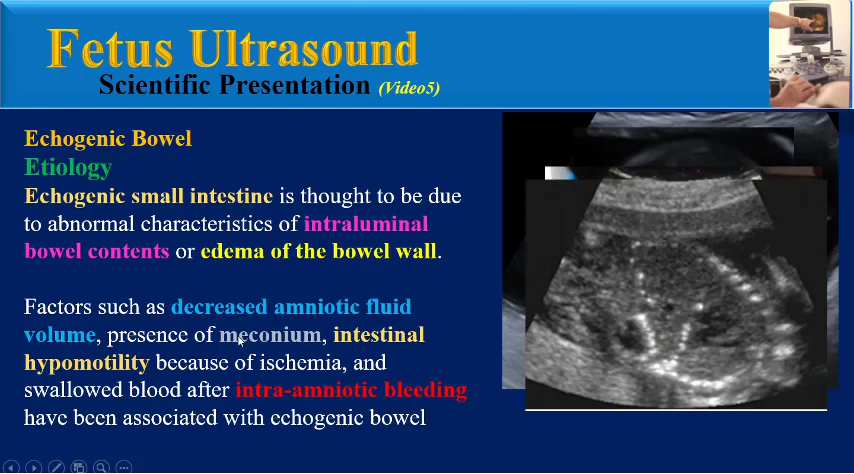 Fetus Ultrasound
Scientific Presentation (Video5)
Echogenic Bowel
Etiology
Echogenic small intestine is thought to be due
to abnormal characteristics of intraluminal
bowel contents or edema of the bowel wall.
Factors such as decreased amniotic fluid
volume, presence of meconium, intestinal
hypomotility because of ischemia, and
swallowed blood after intra-amniotic bleeding
have been associated with echogenic bowel